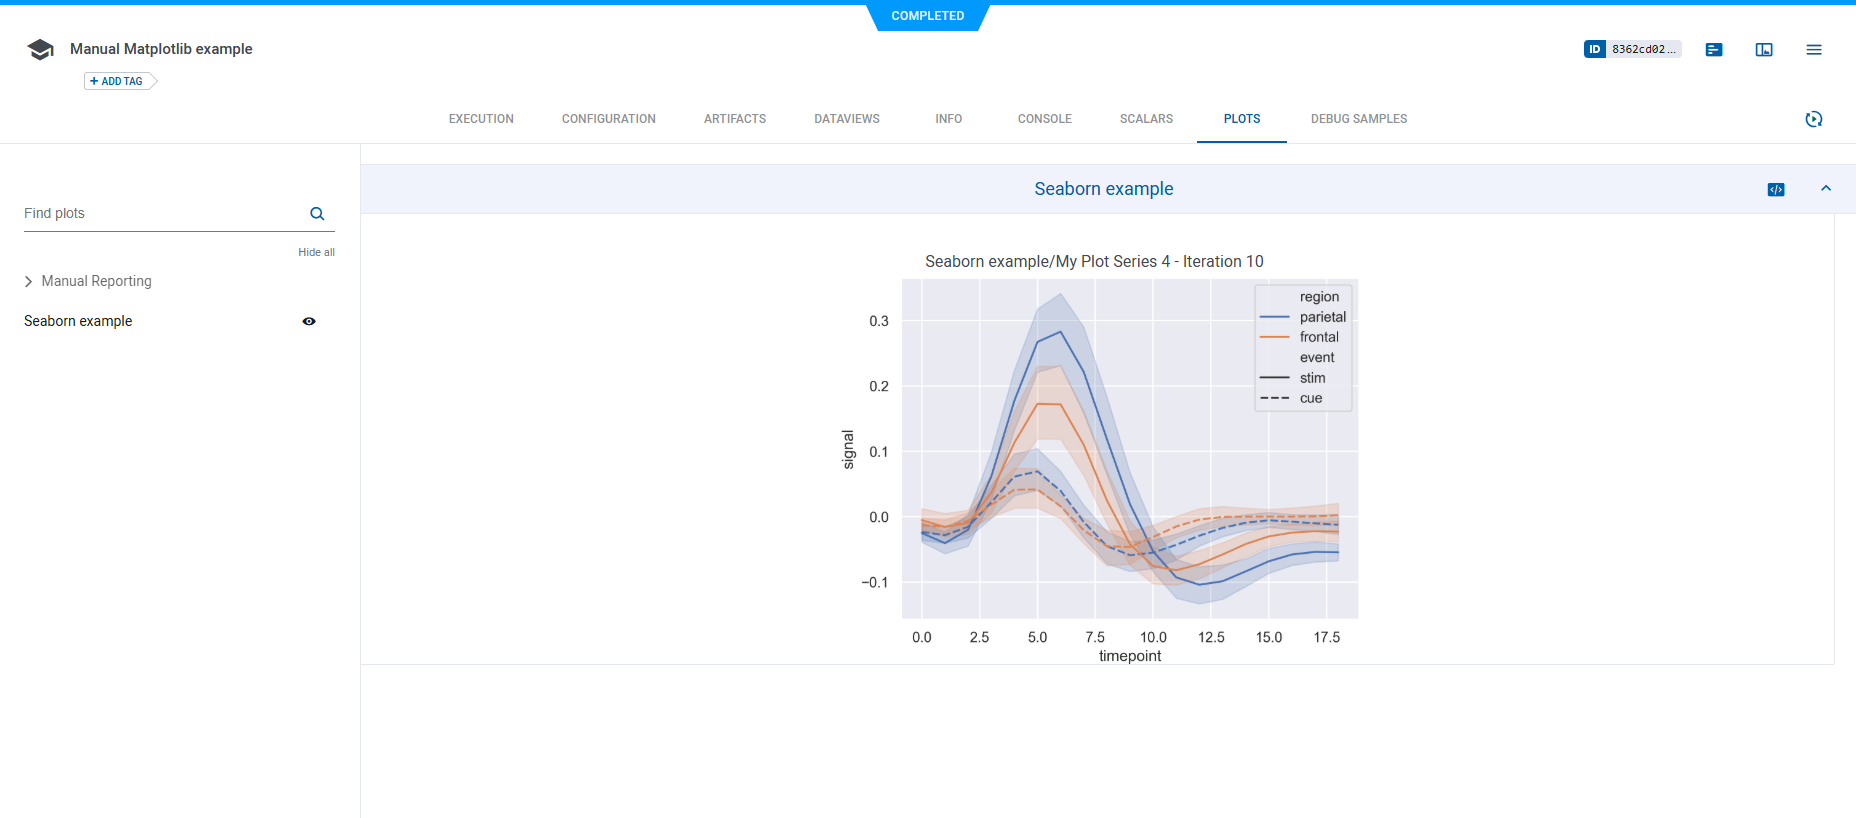 COMPLETED
Manual Matplotlib example
+ ADD TAG
ID 8362cd02...
EXECUTION CONFIGURATION ARTIFACTS DATAVIEWS INFO CONSOLE SCALARS PLOTS DEBUG SAMPLES
Find plots
Hide all
Manual Reporting
Seaborn example
Seaborn example
Seaborn example/My Plot Series 4 - Iteration 10
region
parietal
frontal
event
stim
cue
signal
0.3
0.2
0.1
0.0
−0.1
0.0 2.5 5.0 7.5 10.0 12.5 15.0 17.5
timepoint